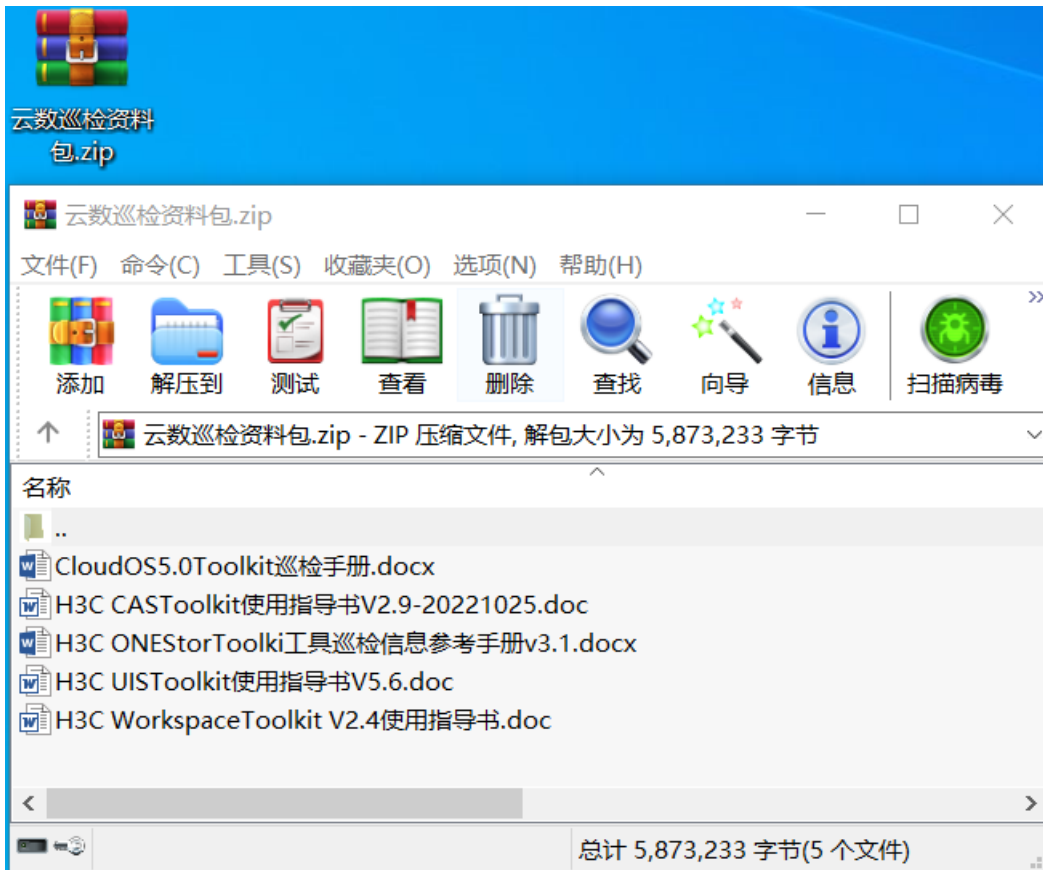 云数巡检资料
包.zip
云数巡检资料包.zip
文件(F) 命令(C) 工具(S) 收藏夹(O) 选项(N) 帮助(H)
添加 解压到 测试 查看 删除 查找 向导 信息 扫描病毒
云数巡检资料包.zip - ZIP 压缩文件, 解包大小为 5,873,233 字节
名称
..
CloudOS5.0Toolkit巡检手册.docx
H3C CASToolkit使用指导书V2.9-20221025.doc
H3C ONEStorToolki工具巡检信息参考手册v3.1.docx
H3C UISToolkit使用指导书V5.6.doc
H3C WorkspaceToolkit V2.4使用指导书.doc
总计 5,873,233 字节(5 个文件)